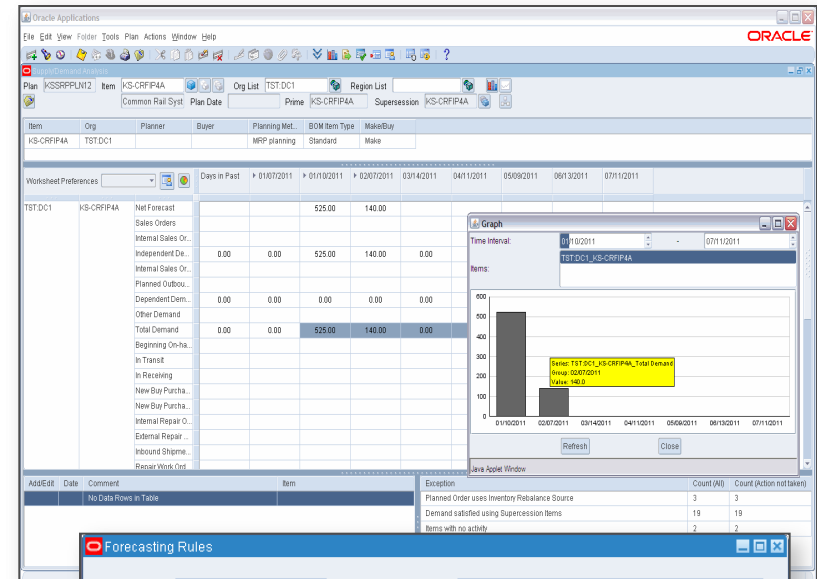 Oracle Applications
File Edit View Folder Tools Plan Actions Window Help
ORACLE
Supply/Demand Analysis
Plan KSSRPPLN12 Item KS-CRFIP4A Org List TST:DC1 Region List
Common Rail Syst Plan Date Prime KS-CRFIP4A Supersession KS-CRFIP4A
Item Org Planner Buyer Planning Met... BOM Item Type Make/Buy
KS-CRFIP4A TST:DC1 MRP planning Standard Make
Worksheet Preferences Days in Past 01/07/2011 01/10/2011 02/07/2011 03/14/2011 04/11/2011 05/09/2011 06/13/2011 07/11/2011
TST:DC1 KS-CRFIP4A Net Forecast 525.00 140.00
Sales Orders
Internal Sales Or...
Independent De... 0.00 0.00 525.00 140.00 0.00
Internal Sales Or...
Planned Outbou...
Dependent Dem... 0.00 0.00 0.00 0.00 0.00
Other Demand
Total Demand 0.00 0.00 525.00 140.00 0.00
Beginning On-ha...
In Transit
In Receiving
New Buy Purcha...
New Buy Purcha...
Internal Repair O...
External Repair ...
Inbound Shipme...
Repair Work Ord
Graph
Time Interval: 01/10/2011 - 07/11/2011
TST:DC1_KS-CRFIP4A
Items:
600
500
400
300
200
100
0
Series: TST:DC1_KS-CRFIP4A_Total Demand
Group: 02/07/2011
Value: 140.0
01/10/2011 02/07/2011 03/14/2011 04/11/2011 05/09/2011 06/13/2011 07/11/2011
Refresh Close
Java Applet Window
Add/Edit Date Comment Item
No Data Rows in Table
Exception Count (All) Count (Action not taken)
Planned Order uses Inventory Rebalance Source 3 3
Demand satisfied using Supercession Items 19 19
Items with no activity 2 2
Forecasting Rules